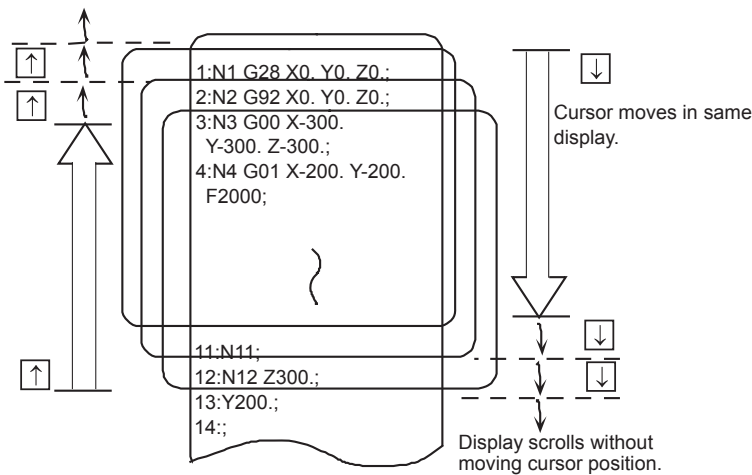 ↑
↑
1:N1 G28 X0. Y0. Z0.;
2:N2 G92 X0. Y0. Z0.;
3:N3 G00 X-300.
Y-300. Z-300.;
4:N4 G01 X-200. Y-200.
F2000;
11:N11;
12:N12 Z300.;
13:Y200.;
14:;
↑
↓
Cursor moves in same
display.
↓
↓
Display scrolls without
moving cursor position.